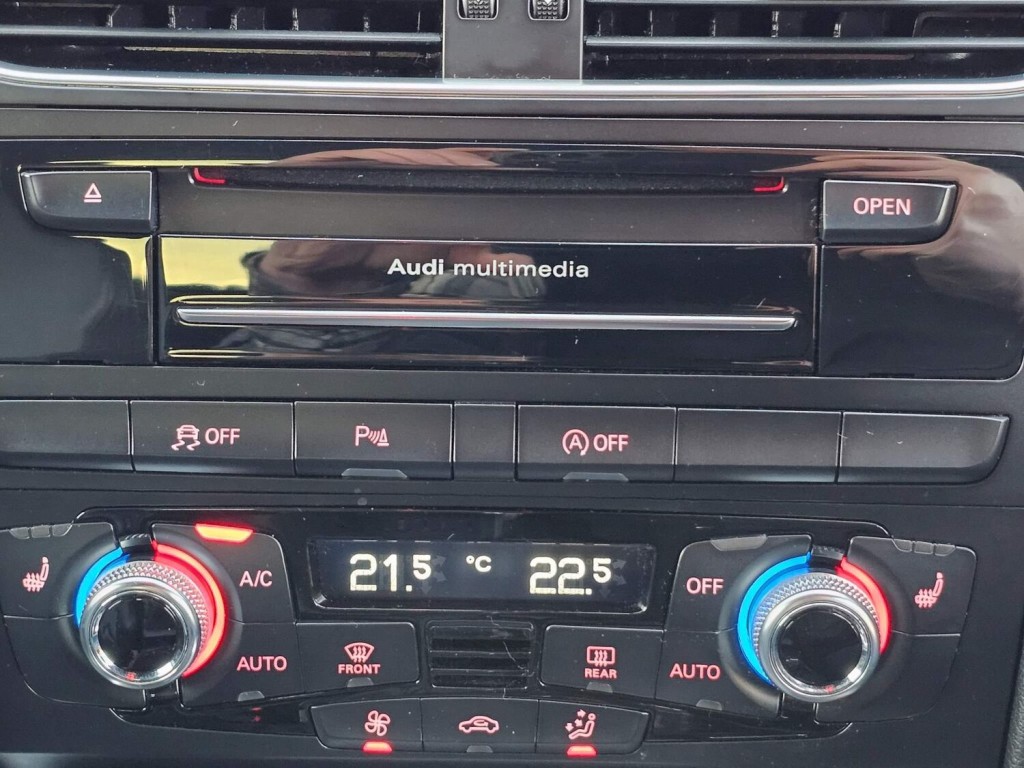 OPEN
Audi multimedia
OFF
P
A OFF
A/C
21.5 °C 22.5
OFF
AUTO
FRONT
REAR
AUTO